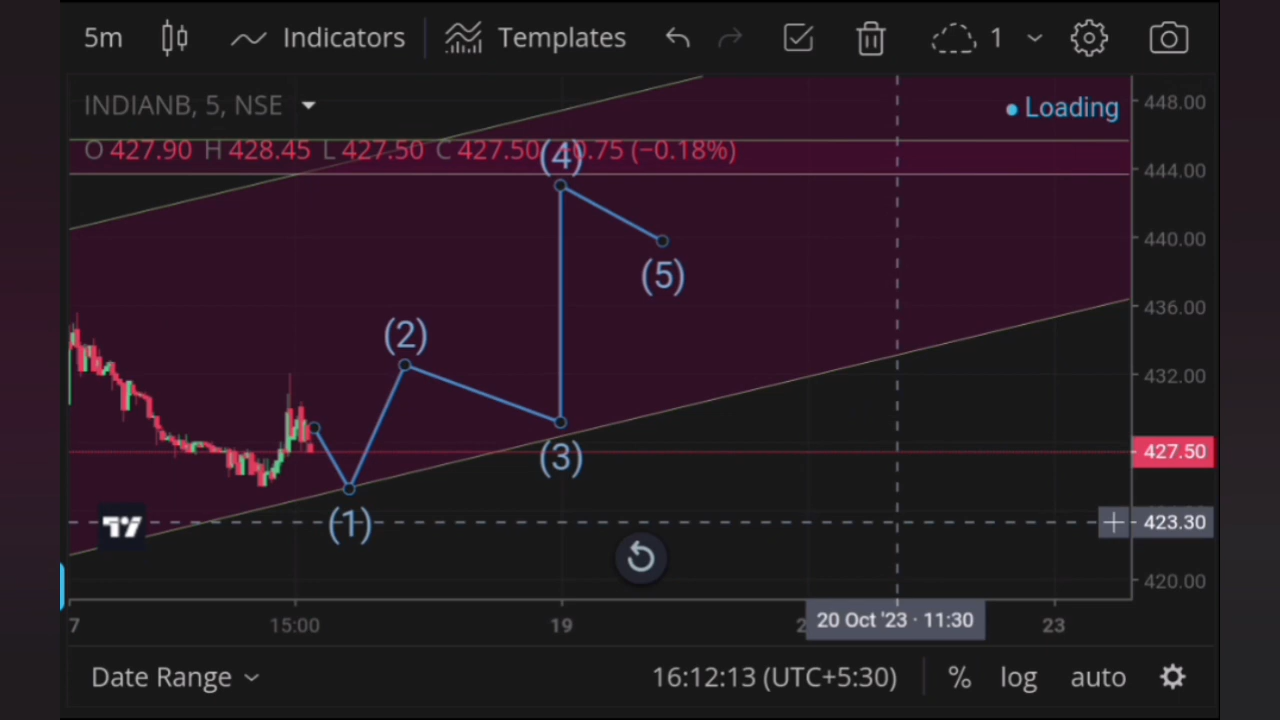 5m Indicators Templates 1
INDIANB, 5, NSE Loading
O 427.90 H 428.45 L 427.50 C 427.50 0.75 (−0.18%)
448.00
444.00
440.00
436.00
432.00
427.50
423.30
420.00
(4)
(5)
(2)
(3)
(1)
7 15:00 19 20 Oct '23 · 11:30 23
Date Range 16:12:13 (UTC+5:30) % log auto